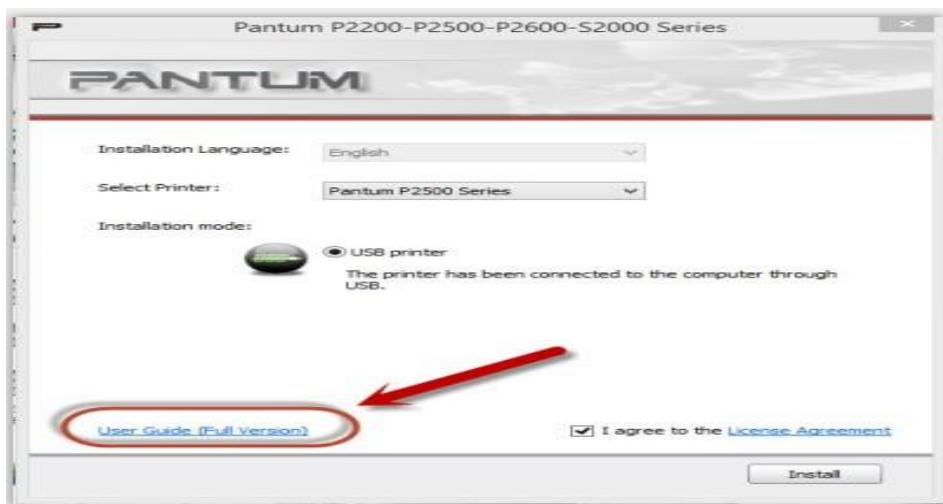 Pantum P2200-P2500-P2600-S2000 Series
PANTUM
Installation Language:
English
Select Printer:
Pantum P2500 Series
Installation mode:
USB printer
The printer has been connected to the computer through
USB.
User Guide (Full Version)
I agree to the License Agreement
Install